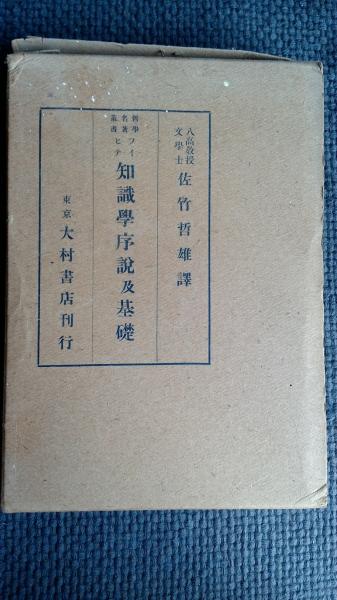 八高教授
文學士
佐竹哲雄譯
哲學
名著
叢書
フイヒテ
知識學序說及基礎
東京 大村書店刊行